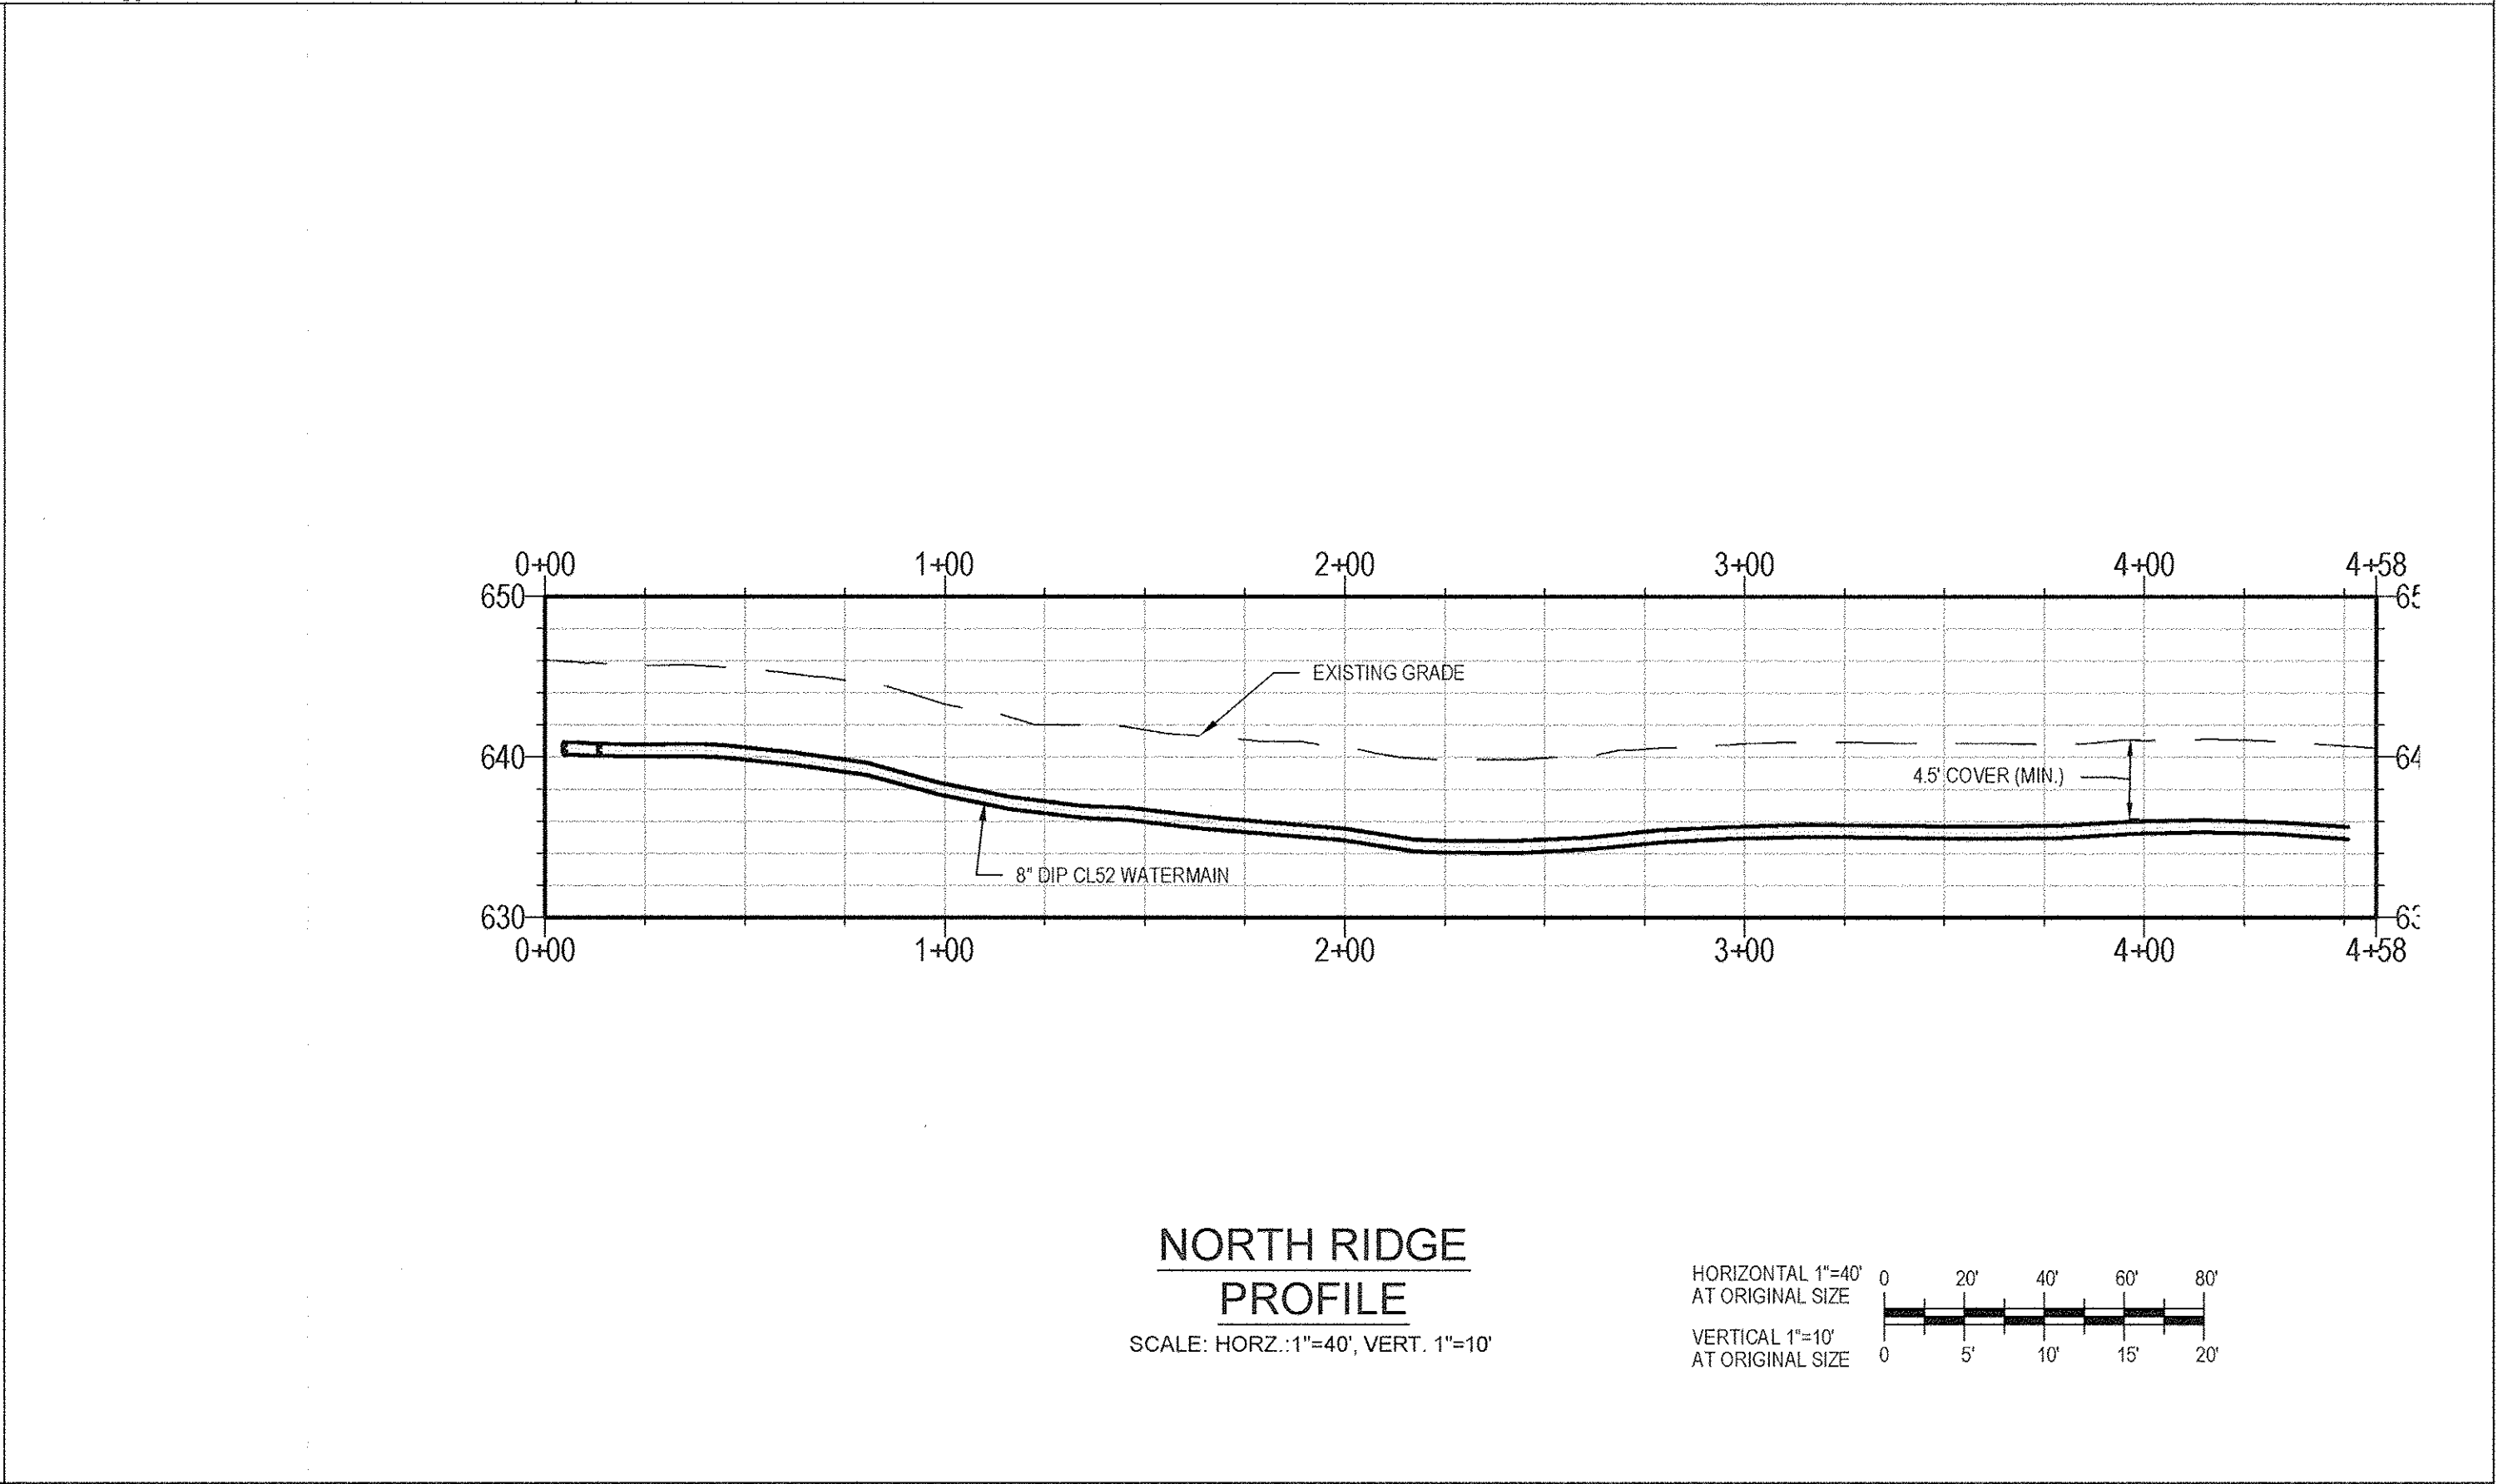 0+00 1+00 2+00 3+00 4+00 4+58
650
EXISTING GRADE
640
4.5' COVER (MIN.)
8" DIP CL52 WATERMAIN
630
0+00 1+00 2+00 3+00 4+00 4+58
NORTH RIDGE
PROFILE
SCALE: HORZ.:1"=40', VERT. 1"=10'
HORIZONTAL 1"=40'
AT ORIGINAL SIZE
0 20' 40' 60' 80'
VERTICAL 1"=10'
AT ORIGINAL SIZE
0 5' 10' 15' 20'